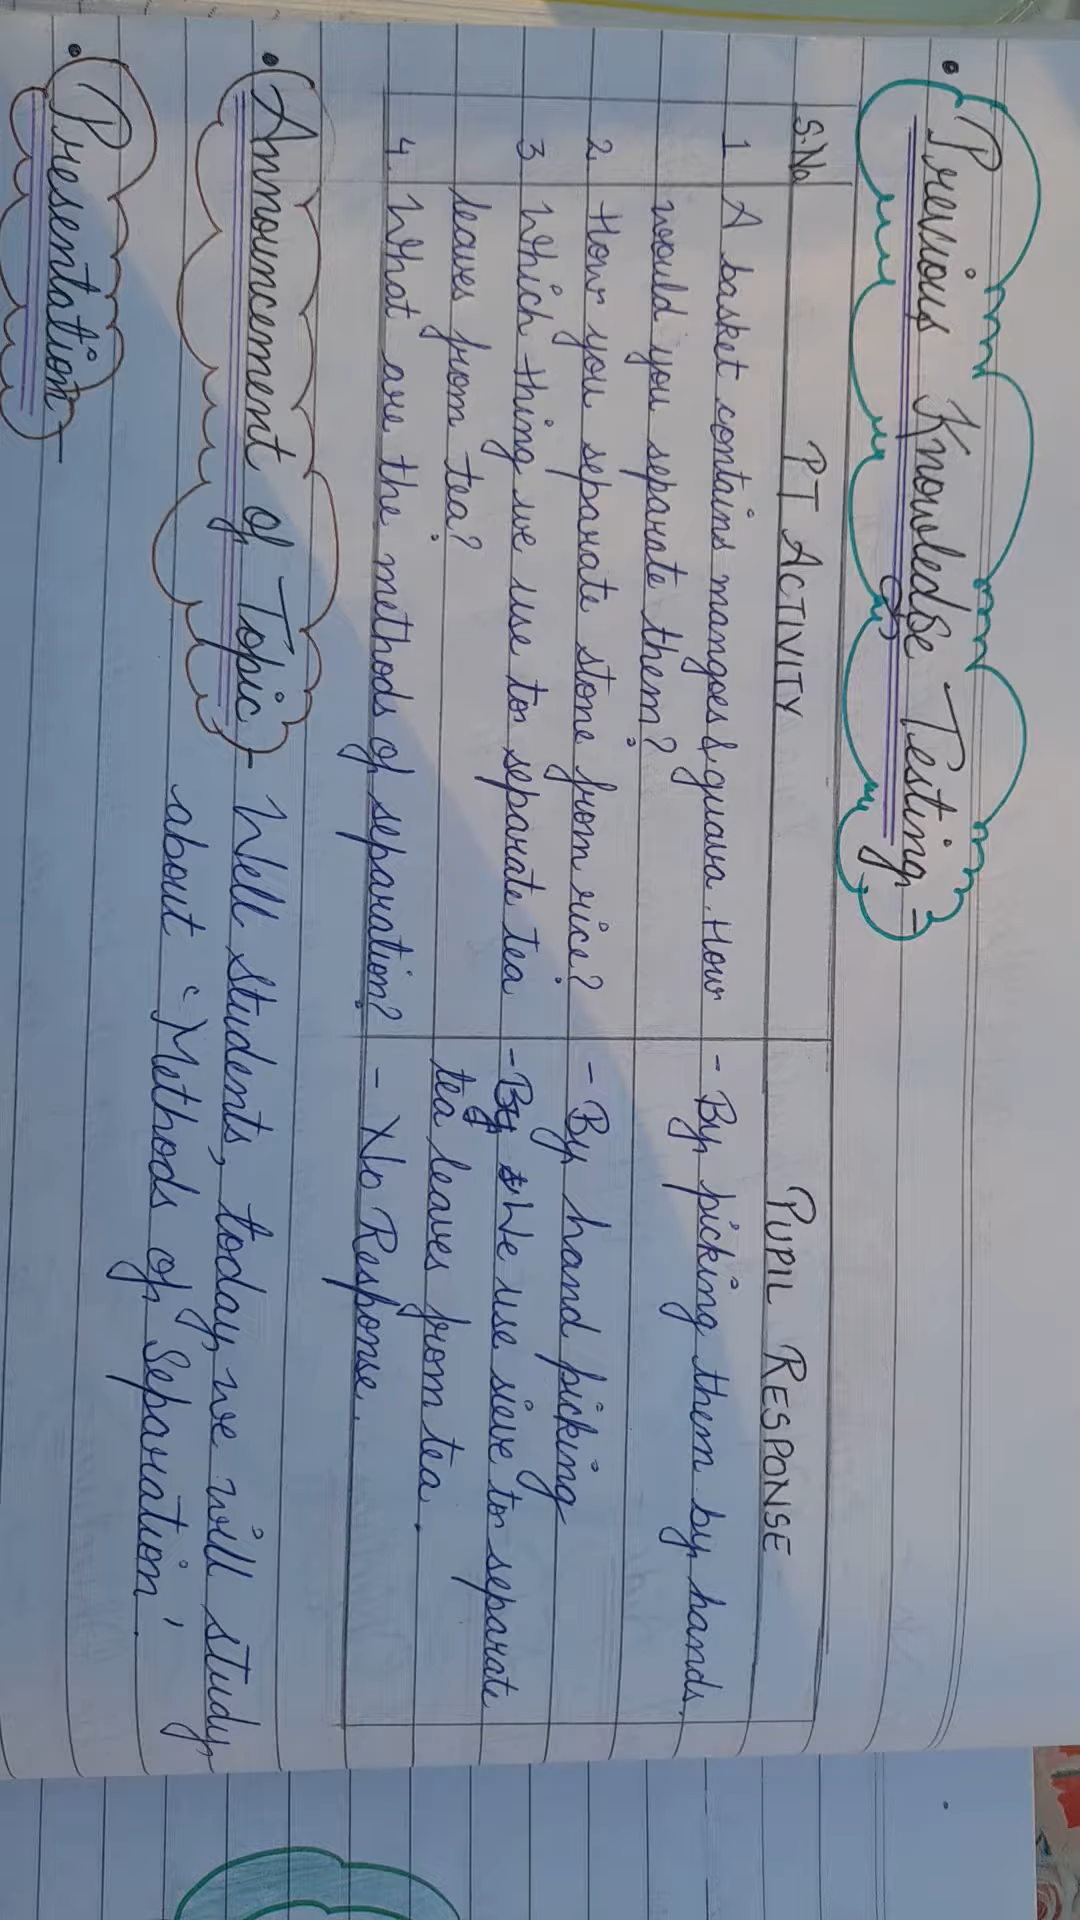 • Previous Knowledge Testing -
S.No PT ACTIVITY PUPIL RESPONSE
1 A basket contains mangoes & guava. How - By picking them by hands.
would you separate them?
2. How you separate stone from rice? - By hand picking
3 Which thing we use to separate tea - By We use sieve to separate
leaves from tea? tea leaves from tea.
4. What are the methods of separation? - No Response.
• Announcement of Topic - Well students, today we will study
about 'Methods of Separation'.
• Presentation -